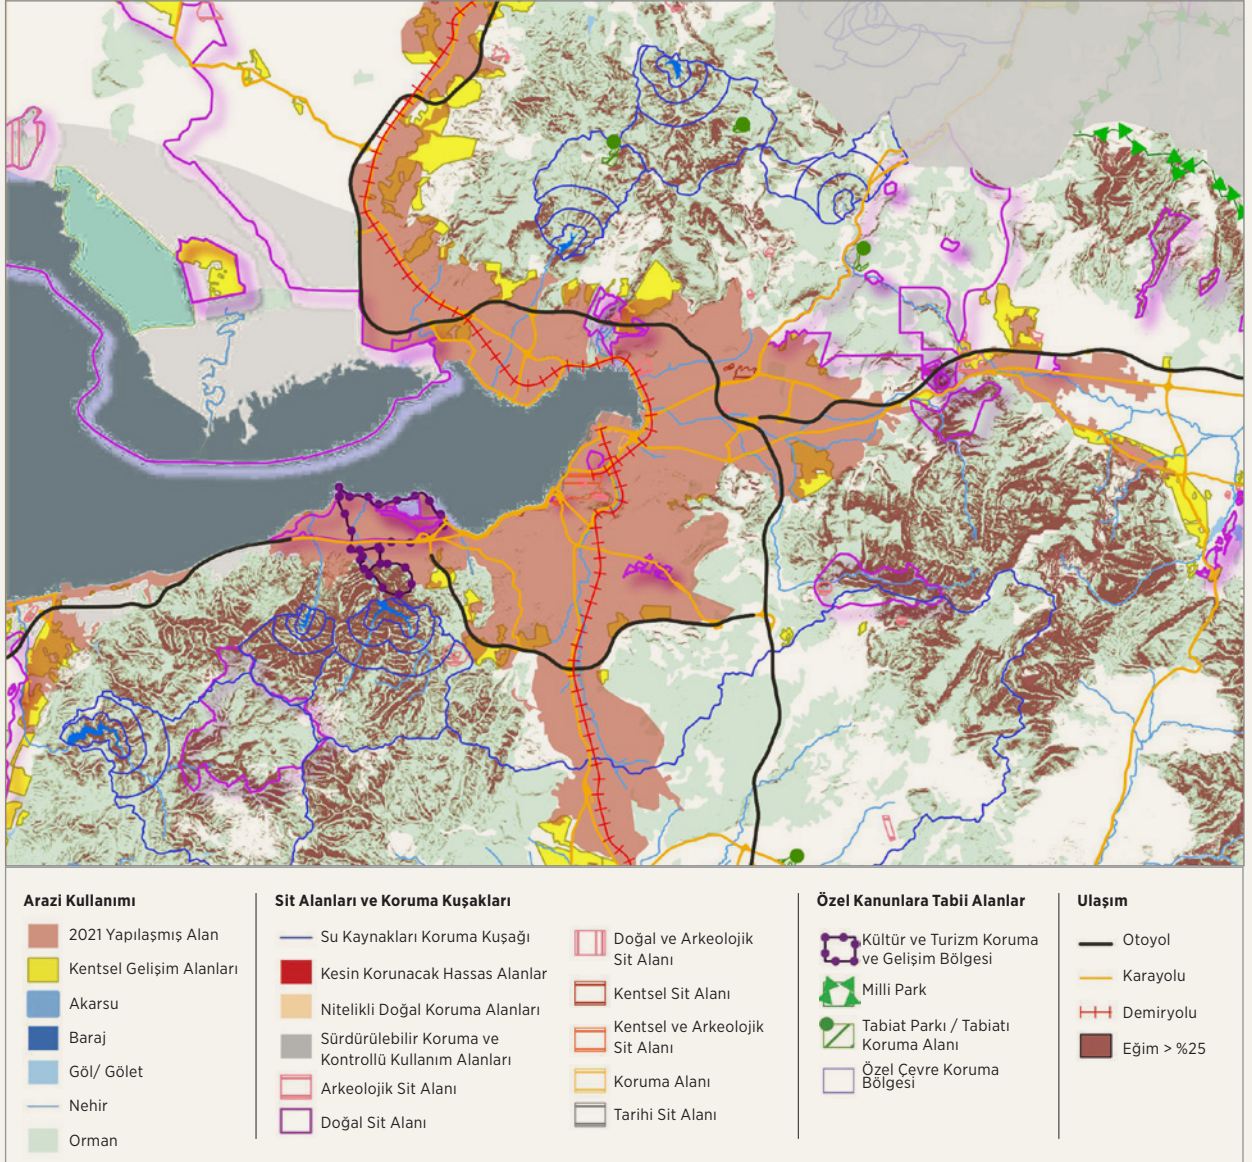 Arazi Kullanımı
2021 Yapılaşmış Alan
Kentsel Gelişim Alanları
Akarsu
Baraj
Göl/ Gölet
Nehir
Orman
Sit Alanları ve Koruma Kuşakları
Su Kaynakları Koruma Kuşağı
Kesin Korunacak Hassas Alanlar
Nitelikli Doğal Koruma Alanları
Sürdürülebilir Koruma ve
Kontrollü Kullanım Alanları
Arkeolojik Sit Alanı
Doğal Sit Alanı
Doğal ve Arkeolojik
Sit Alanı
Kentsel Sit Alanı
Kentsel ve Arkeolojik
Sit Alanı
Koruma Alanı
Tarihi Sit Alanı
Özel Kanunlara Tabii Alanlar
Kültür ve Turizm Koruma
ve Gelişim Bölgesi
Milli Park
Tabiat Parkı / Tabiatı
Koruma Alanı
Özel Çevre Koruma
Bölgesi
Ulaşım
Otoyol
Karayolu
Demiryolu
Eğim > %25